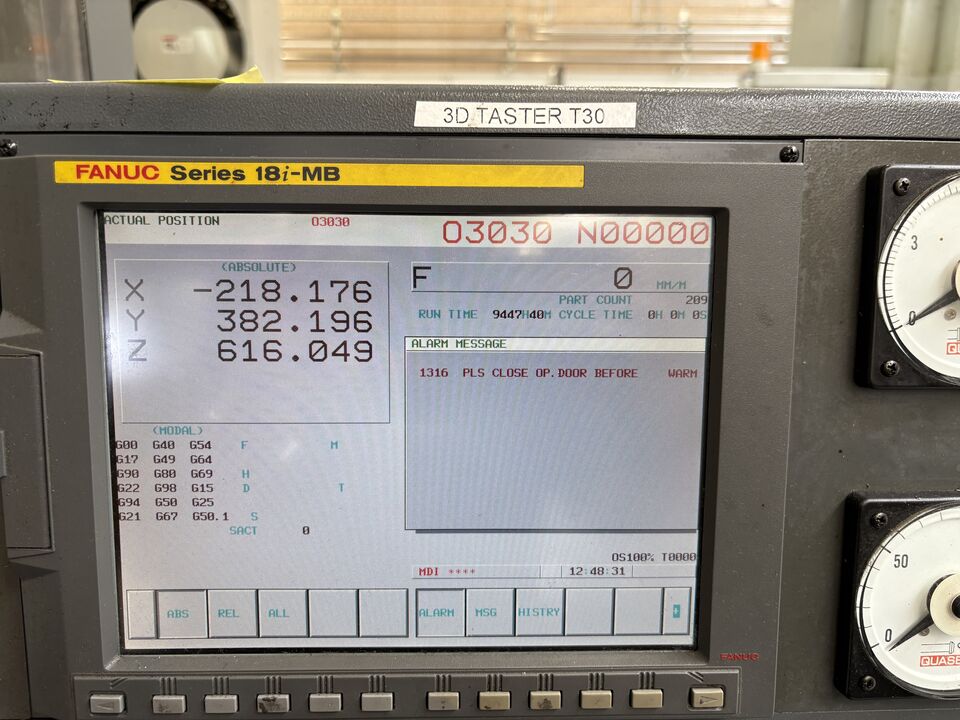 3D TASTER T30
FANUC Series 18i-MB
ACTUAL POSITION O3030 O3030 N00000
(ABSOLUTE)
X -218.176
Y 382.196
Z 616.049
F 0 MM/M
PART COUNT 209
RUN TIME 9447H40M CYCLE TIME 0H 0M 0S
ALARM MESSAGE
1316 PLS CLOSE OP.DOOR BEFORE WARM
(MODAL)
G00 G40 G54 F M
G17 G49 G64
G90 G80 G69 H
G22 G98 G15 D T
G94 G50 G25
G21 G67 G50.1 S
SACT 0
OS100% T0000
MDI **** 12:48:31
ABS REL ALL ALARM MSG HISTRY
FANUC
3
0
50
0
QUASE